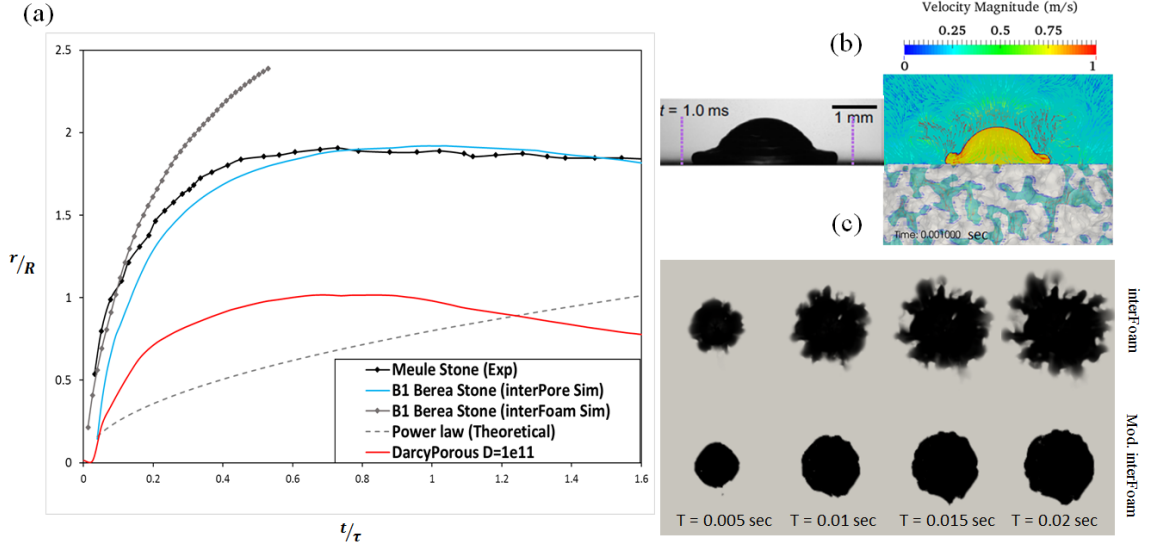 (a)
2.5
2
1.5
1
0.5
0
0 0.2 0.4 0.6 0.8 1 1.2 1.4 1.6
r/R
t/τ
Meule Stone (Exp)
B1 Berea Stone (interPore Sim)
B1 Berea Stone (interFoam Sim)
Power law (Theoretical)
DarcyPorous D=1e11
(b)
Velocity Magnitude (m/s)
0 0.25 0.5 0.75 1
t = 1.0 ms
1 mm
Time: 0.001000 sec
(c)
interFoam
Mod. interFoam
T = 0.005 sec T = 0.01 sec T = 0.015 sec T = 0.02 sec